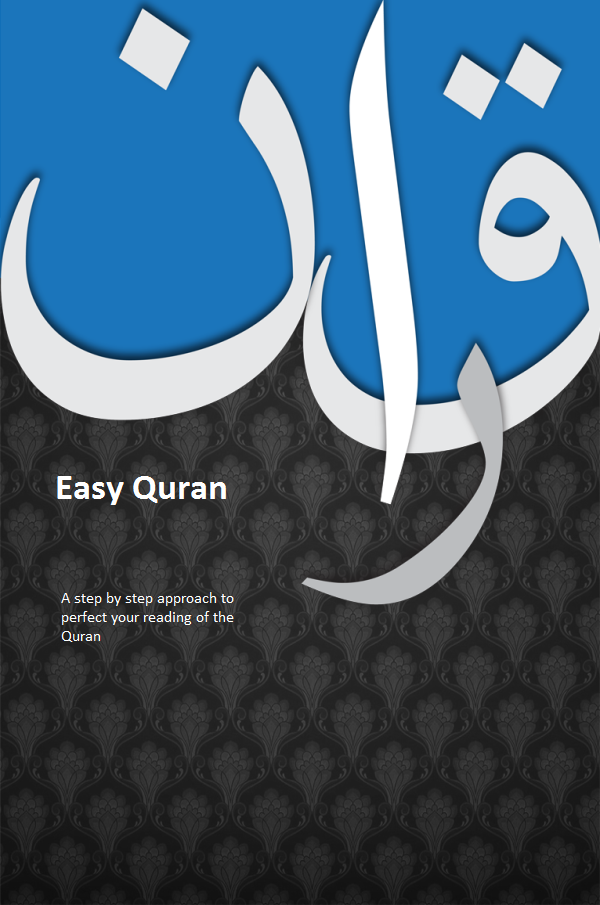 قران
Easy Quran
A step by step approach to
perfect your reading of the
Quran